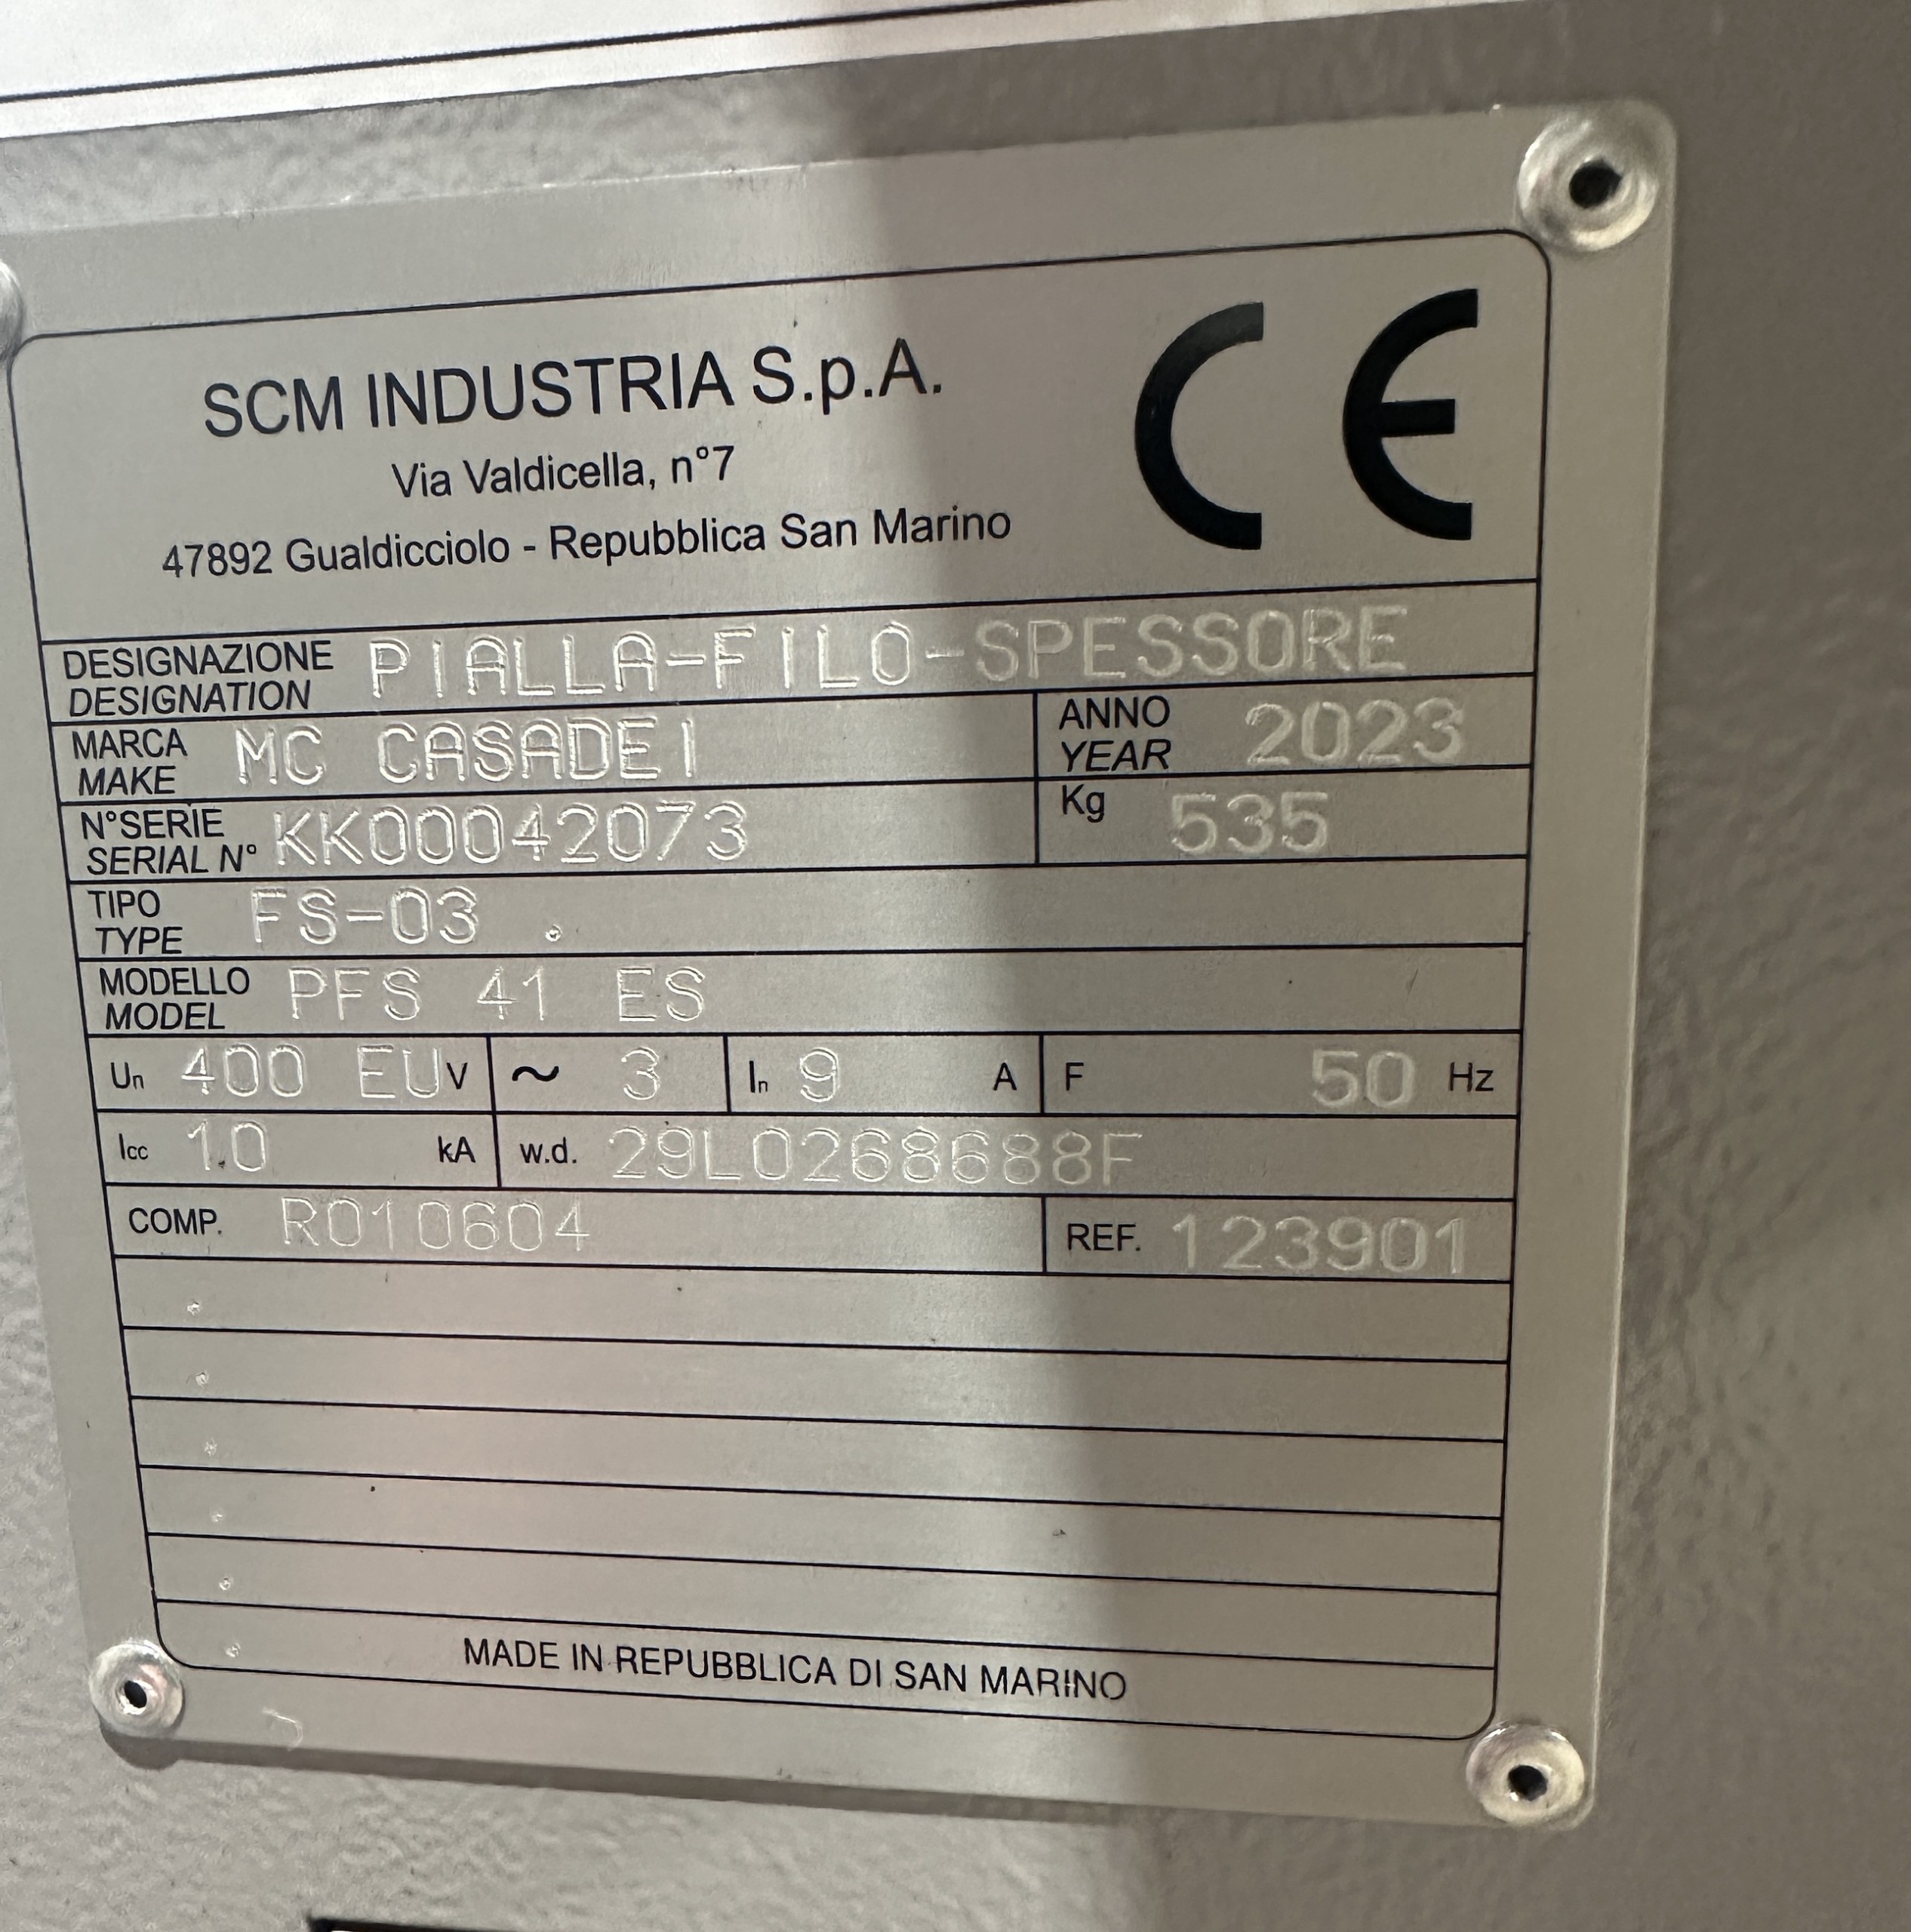 SCM INDUSTRIA S.p.A.
Via Valdicella, n°7
47892 Gualdicciolo - Repubblica San Marino
CE
DESIGNAZIONE
DESIGNATION
PIALLA-FILO-SPESSORE
MARCA
MAKE
MC CASADEI
ANNO
YEAR
2023
N°SERIE
SERIAL N°
KK00042073
Kg 535
TIPO
TYPE
FS-03 .
MODELLO
MODEL
PFS 41 ES
Un 400 EU V ~ 3 In 9 A F 50 Hz
Icc 1.0 kA w.d. 29L0268688F
COMP. R010604 REF. 123901
MADE IN REPUBBLICA DI SAN MARINO